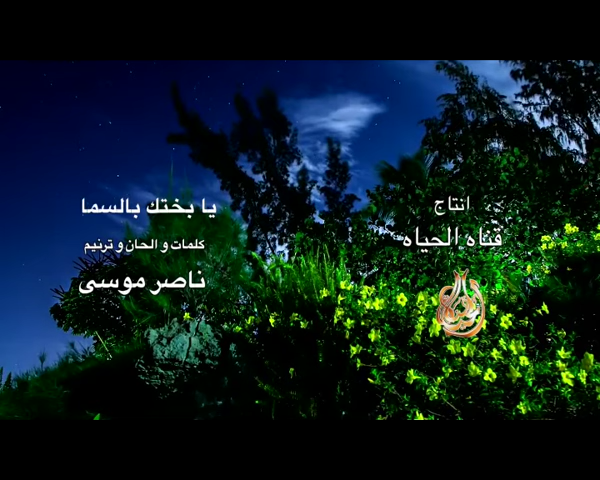 انتاج
قناه الحياه
يا بختك بالسما
كلمات و الحان و ترنيم
ناصر موسى